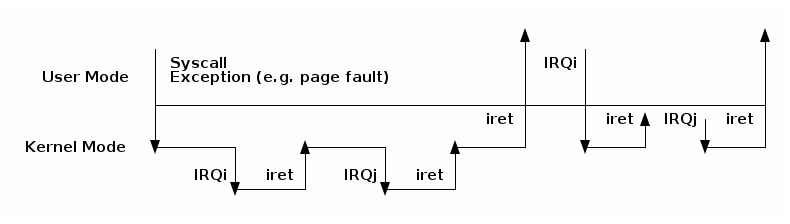 Syscall
User Mode
Exception (e.g. page fault)
IRQi
iret
iret
IRQj
iret
Kernel Mode
IRQi
iret
IRQj
iret